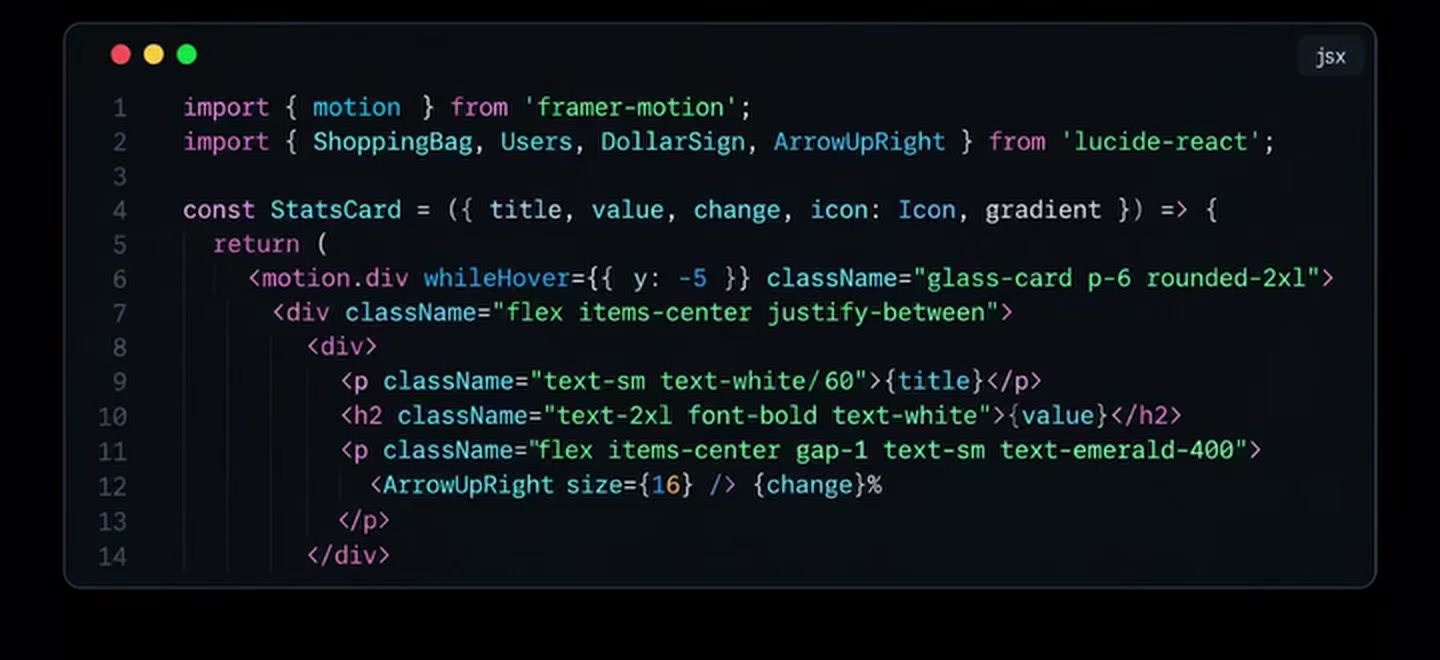 jsx
1 import { motion } from 'framer-motion';
2 import { ShoppingBag, Users, DollarSign, ArrowUpRight } from 'lucide-react';
3
4 const StatsCard = ({ title, value, change, icon: Icon, gradient }) => {
5 return (
6 <motion.div whileHover={{ y: -5 }} className="glass-card p-6 rounded-2xl">
7 <div className="flex items-center justify-between">
8 <div>
9 <p className="text-sm text-white/60">{title}</p>
10 <h2 className="text-2xl font-bold text-white">{value}</h2>
11 <p className="flex items-center gap-1 text-sm text-emerald-400">
12 <ArrowUpRight size={16} /> {change}%
13 </p>
14 </div>